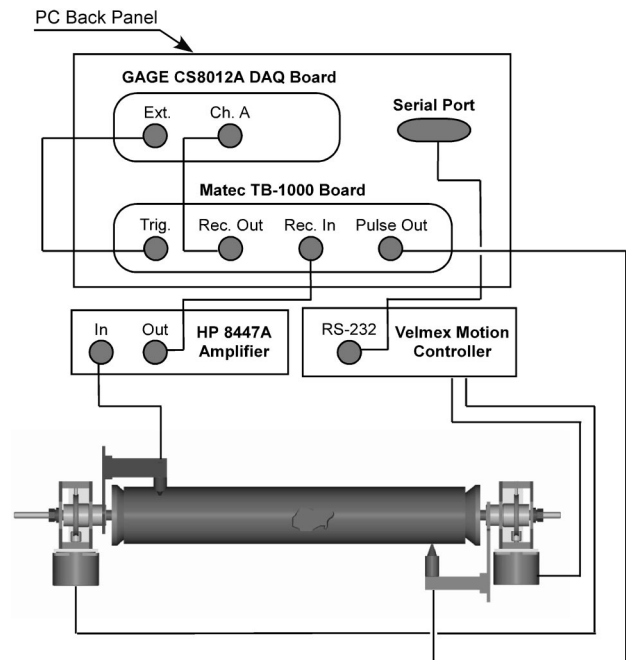 PC Back Panel
GAGE CS8012A DAQ Board
Ext. Ch. A
Serial Port
Matec TB-1000 Board
Trig. Rec. Out Rec. In Pulse Out
In Out HP 8447A
Amplifier
RS-232 Velmex Motion
Controller